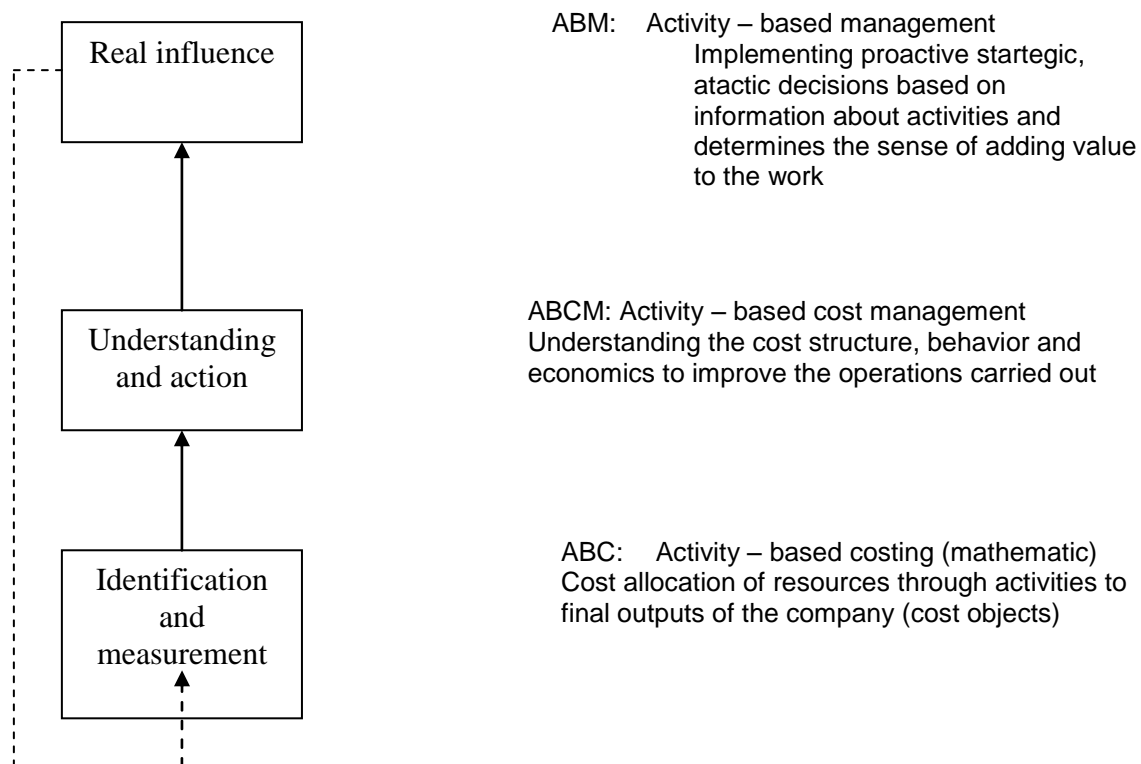 Real influence
ABM: Activity – based management
Implementing proactive startegic,
atactic decisions based on
information about activities and
determines the sense of adding value
to the work
Understanding
and action
ABCM: Activity – based cost management
Understanding the cost structure, behavior and
economics to improve the operations carried out
Identification
and
measurement
ABC: Activity – based costing (mathematic)
Cost allocation of resources through activities to
final outputs of the company (cost objects)